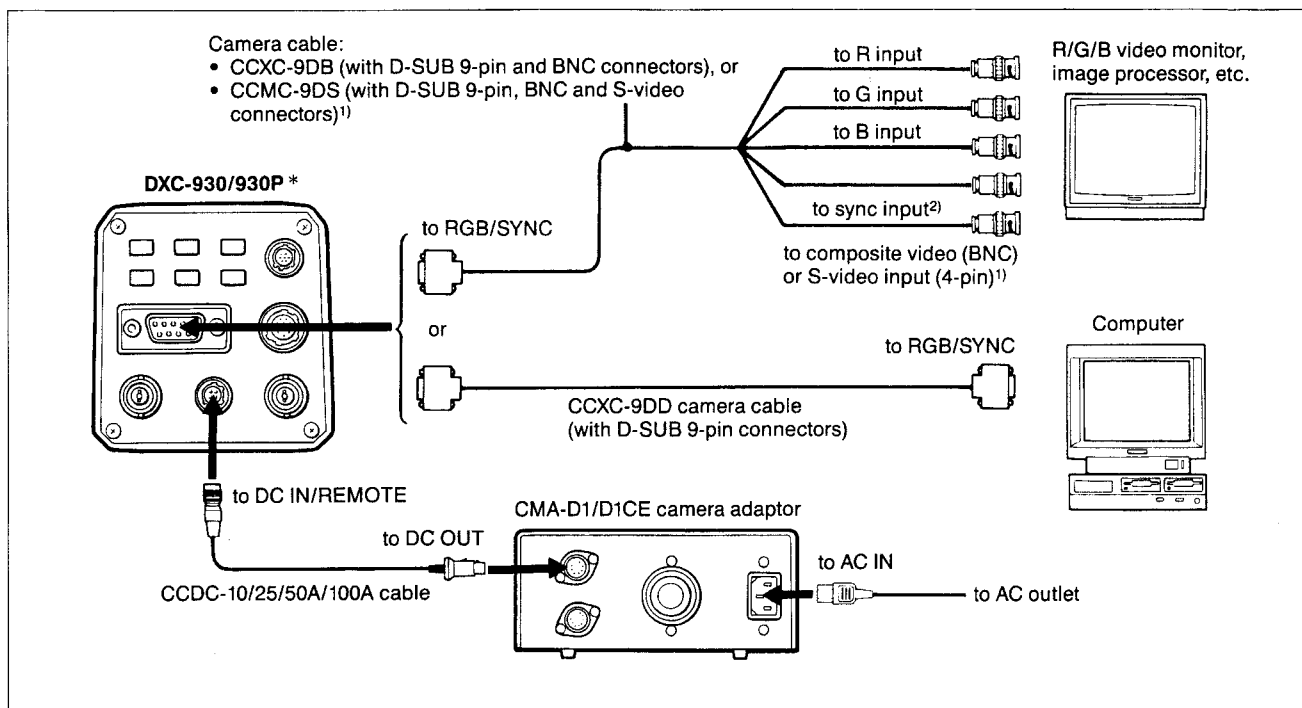 Camera cable:
• CCXC-9DB (with D-SUB 9-pin and BNC connectors), or
• CCMC-9DS (with D-SUB 9-pin, BNC and S-video
connectors)1)
to R input
to G input
to B input
to sync input2)
to composite video (BNC)
or S-video input (4-pin)1)
R/G/B video monitor,
image processor, etc.
DXC-930/930P *
to RGB/SYNC
or
to RGB/SYNC
CCXC-9DD camera cable
(with D-SUB 9-pin connectors)
Computer
to DC IN/REMOTE
CMA-D1/D1CE camera adaptor
to DC OUT
to AC IN
CCDC-10/25/50A/100A cable
to AC outlet